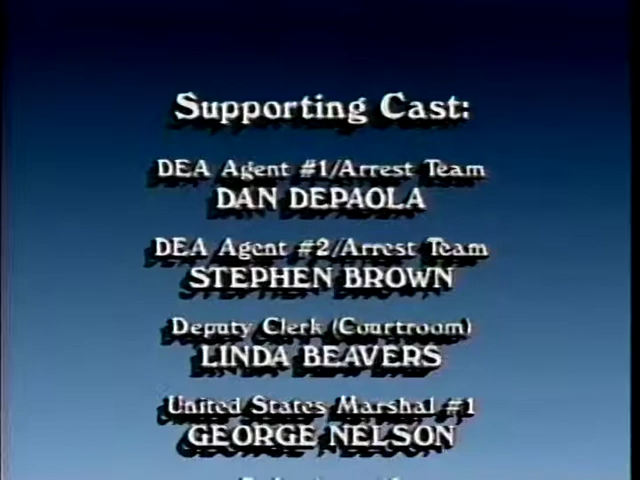 Supporting Cast:
DEA Agent #1/Arrest Team
DAN DEPAOLA
DEA Agent #2/Arrest Team
STEPHEN BROWN
Deputy Clerk (Courtroom)
LINDA BEAVERS
United States Marshal #1
GEORGE NELSON